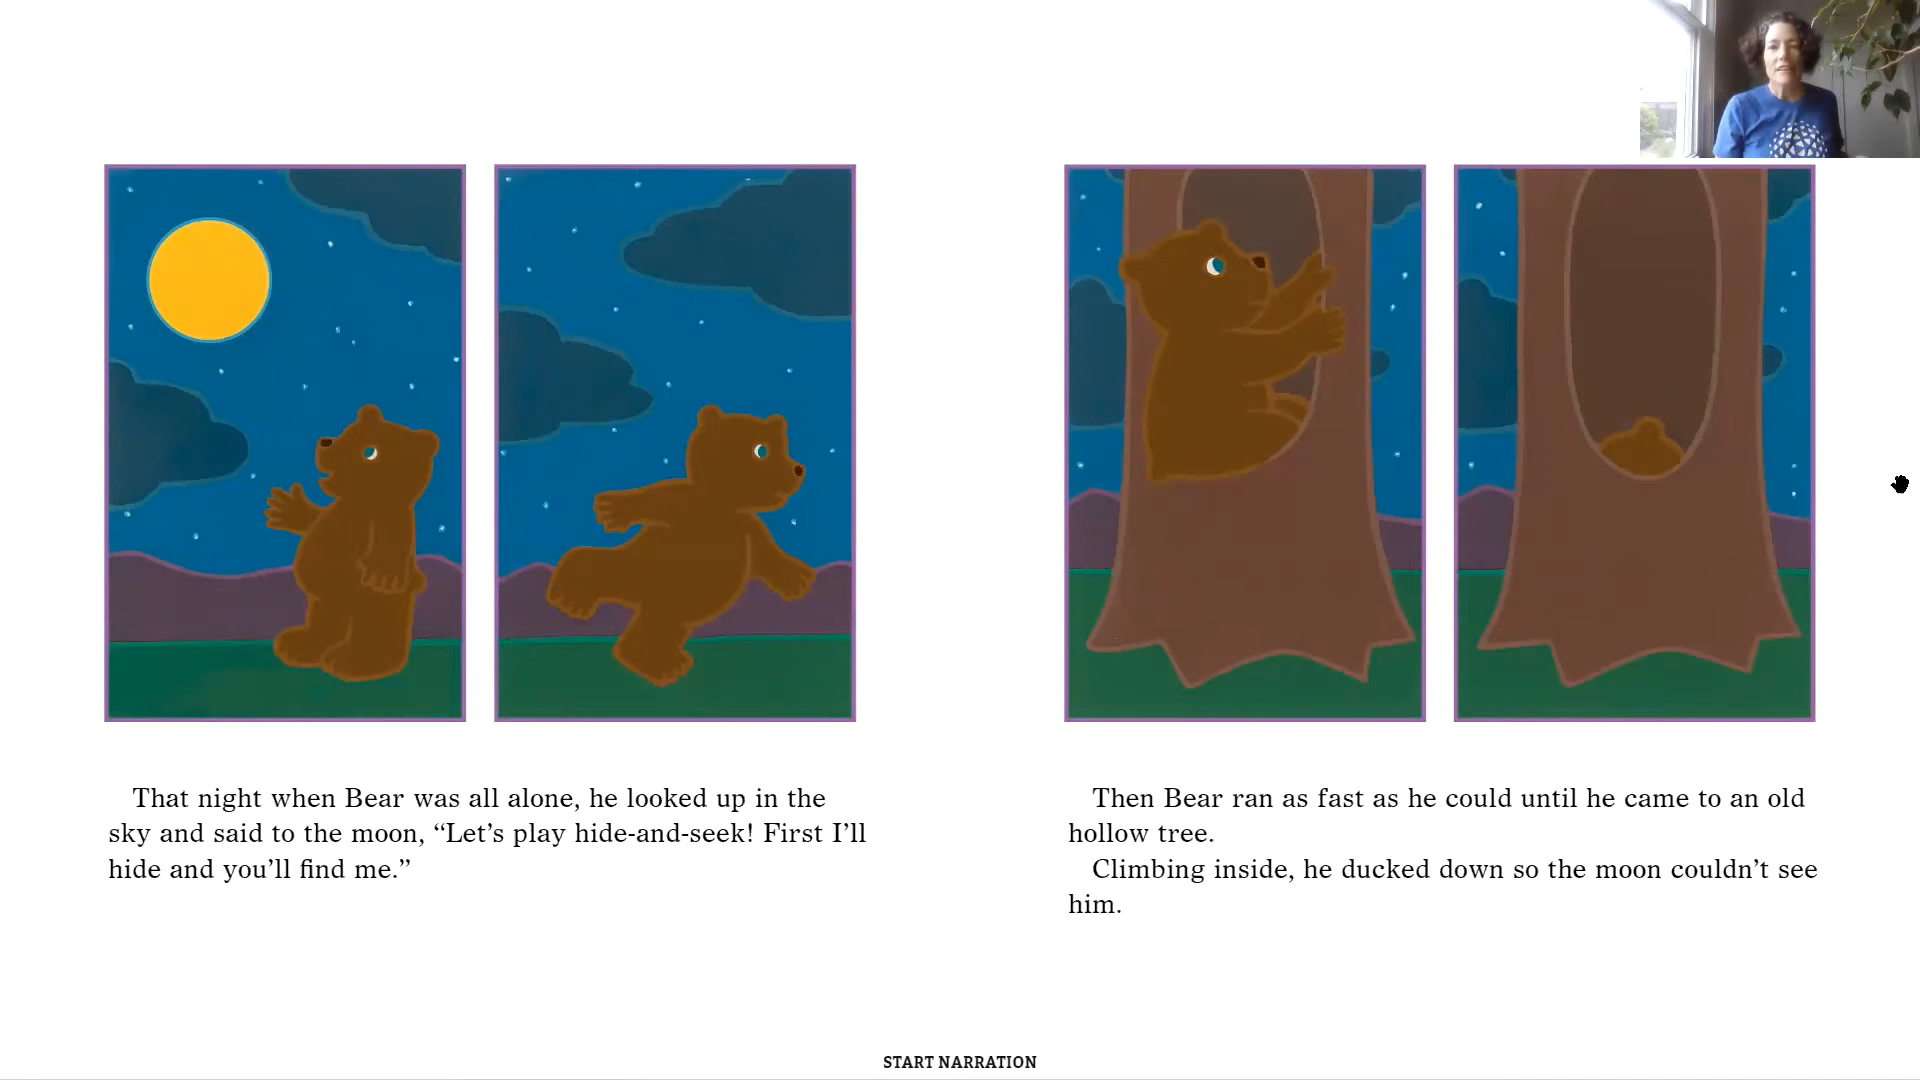 That night when Bear was all alone, he looked up in the
sky and said to the moon, “Let’s play hide-and-seek! First I’ll
hide and you’ll find me.”
Then Bear ran as fast as he could until he came to an old
hollow tree.
Climbing inside, he ducked down so the moon couldn’t see
him.
START NARRATION